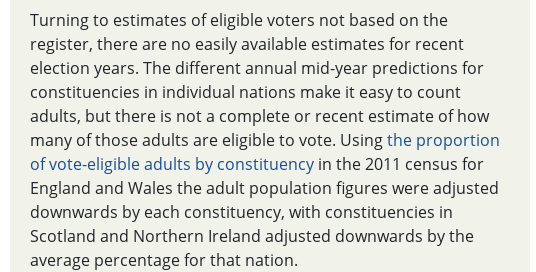 Turning to estimates of eligible voters not based on the
register, there are no easily available estimates for recent
election years. The different annual mid-year predictions for
constituencies in individual nations make it easy to count
adults, but there is not a complete or recent estimate of how
many of those adults are eligible to vote. Using the proportion
of vote-eligible adults by constituency in the 2011 census for
England and Wales the adult population figures were adjusted
downwards by each constituency, with constituencies in
Scotland and Northern Ireland adjusted downwards by the
average percentage for that nation.